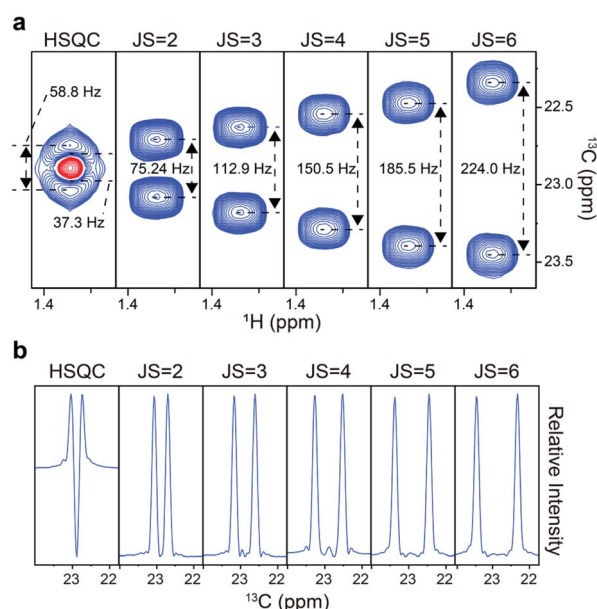 a
HSQC JS=2 JS=3 JS=4 JS=5 JS=6
58.8 Hz
37.3 Hz
75.24 Hz 112.9 Hz 150.5 Hz 185.5 Hz 224.0 Hz
22.5
23.0
23.5
¹³C (ppm)
1.4 1.4 1.4 1.4 1.4 1.4
¹H (ppm)
b
HSQC JS=2 JS=3 JS=4 JS=5 JS=6
Relative Intensity
23 22 23 22 23 22 23 22 23 22 23 22
¹³C (ppm)